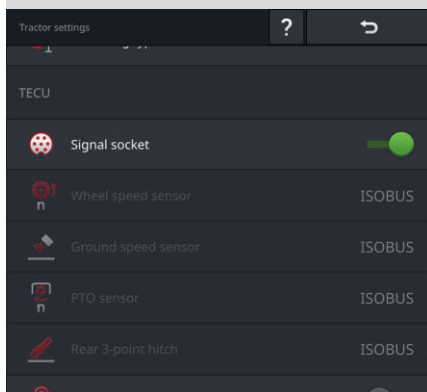 Tractor settings
?
TECU
Signal socket
n
Wheel speed sensor ISOBUS
Ground speed sensor ISOBUS
n
PTO sensor ISOBUS
Rear 3-point hitch ISOBUS